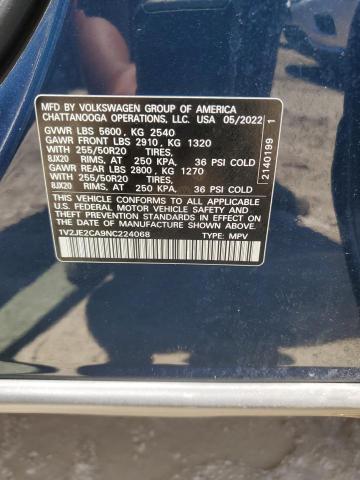 MFD BY VOLKSWAGEN GROUP OF AMERICA
CHATTANOOGA OPERATIONS, LLC. USA 05/2022
GVWR LBS 5600, KG 2540
GAWR FRONT LBS 2910, KG 1320
WITH 255/50R20 TIRES,
8JX20 RIMS, AT 250 KPA, 36 PSI COLD
GAWR REAR LBS 2800, KG 1270
WITH 255/50R20 TIRES,
8JX20 RIMS, AT 250 KPA, 36 PSI COLD
THIS VEHICLE CONFORMS TO ALL APPLICABLE
U.S. FEDERAL MOTOR VEHICLE SAFETY AND
THEFT PREVENTION STANDARDS IN EFFECT ON
THE DATE OF MANUFACTURE SHOWN ABOVE.
1V2JE2CA9NC224068 TYPE: MPV
2140199 1